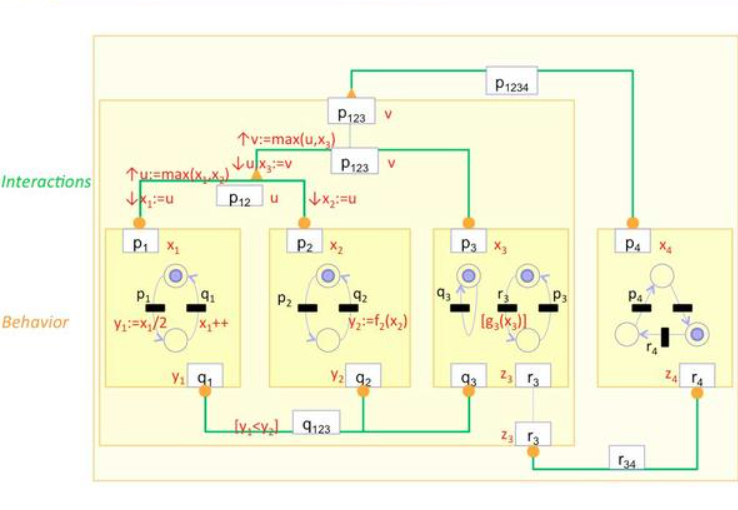 p1234
p123 v
↑v:=max(u,x3)
↓u,x3:=v
p123 v
Interactions
↑u:=max(x1,x2)
↓x1:=u
p12 u
↓x2:=u
p1 x1
p2 x2
p3 x3
p4 x4
p1 q1
y1:=x1/2 x1++
p2 q2
y2:=f2(x2)
q3 r3 p3
[g3(x3)]
p4
r4
Behavior
y1 q1
y2 q2
q3
z3 r3
z4 r4
[y1<y2] q123
z3 r3
r34